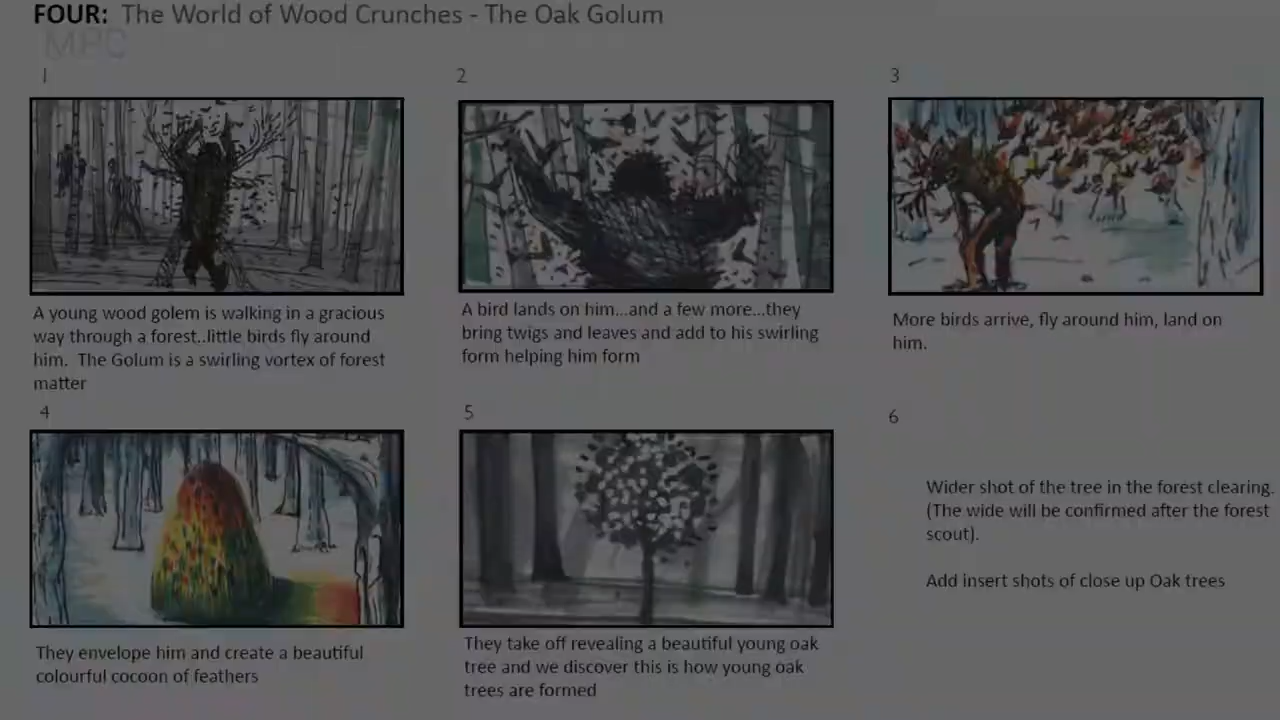 FOUR: The World of Wood Crunches - The Oak Golum
MPC
1
2
3
A young wood golem is walking in a gracious
way through a forest..little birds fly around
him. The Golum is a swirling vortex of forest
matter
A bird lands on him...and a few more...they
bring twigs and leaves and add to his swirling
form helping him form
More birds arrive, fly around him, land on
him.
4
5
6
They envelope him and create a beautiful
colourful cocoon of feathers
They take off revealing a beautiful young oak
tree and we discover this is how young oak
trees are formed
Wider shot of the tree in the forest clearing.
(The wide will be confirmed after the forest
scout).
Add insert shots of close up Oak trees